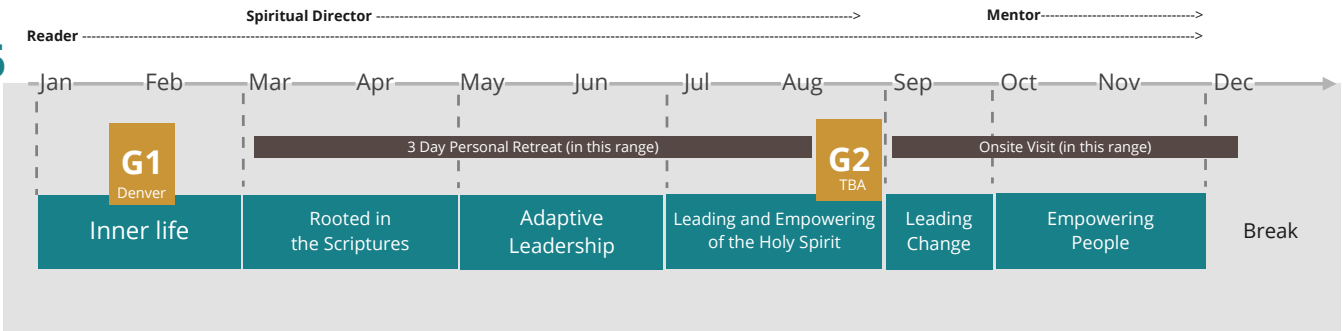 Spiritual Director ------------------------------------------------------------>
Mentor-------------------->
Reader ------------------------------------------------------------------------------------------>
Jan Feb Mar Apr May Jun Jul Aug Sep Oct Nov Dec
G1
Denver
3 Day Personal Retreat (in this range)
G2
TBA
Onsite Visit (in this range)
Inner life
Rooted in
the Scriptures
Adaptive
Leadership
Leading and Empowering
of the Holy Spirit
Leading
Change
Empowering
People
Break